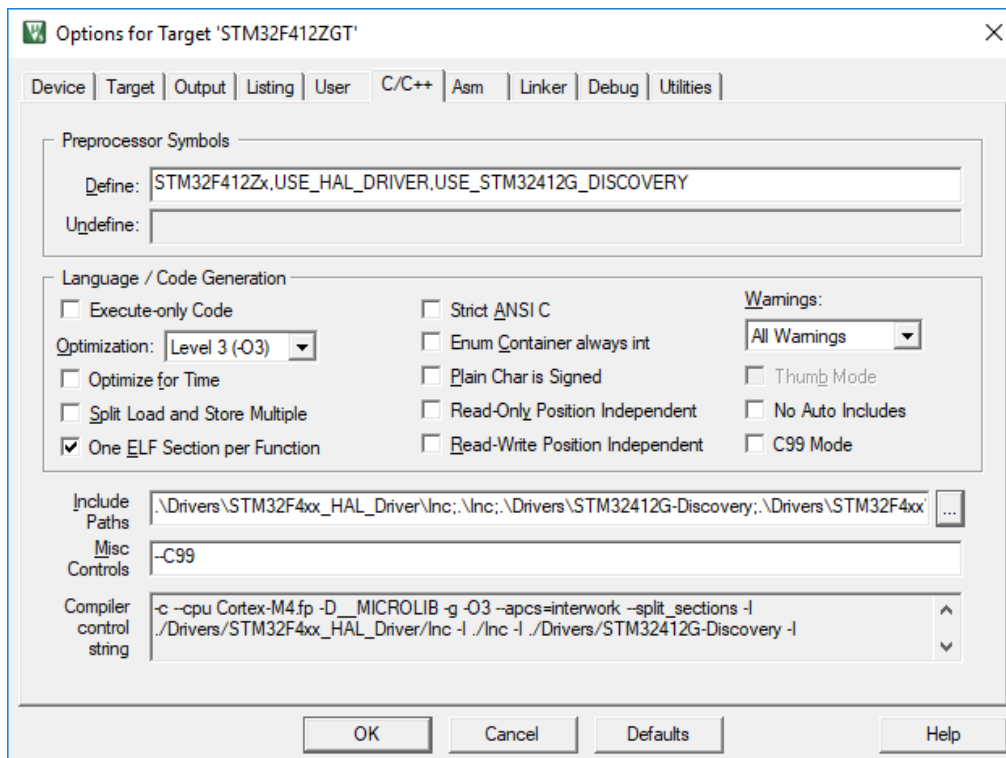 Options for Target 'STM32F412ZGT'
Device Target Output Listing User C/C++ Asm Linker Debug Utilities
Preprocessor Symbols
Define: STM32F412Zx,USE_HAL_DRIVER,USE_STM32412G_DISCOVERY
Undefine:
Language / Code Generation
Execute-only Code
Optimization: Level 3 (-O3)
Optimize for Time
Split Load and Store Multiple
One ELF Section per Function
Strict ANSI C
Enum Container always int
Plain Char is Signed
Read-Only Position Independent
Read-Write Position Independent
Warnings:
All Warnings
Thumb Mode
No Auto Includes
C99 Mode
Include
Paths
.\Drivers\STM32F4xx_HAL_Driver\Inc;.\Inc;.\Drivers\STM32412G-Discovery;.\Drivers\STM32F4xx\
...
Misc
Controls
--C99
Compiler
control
string
-c --cpu Cortex-M4.fp -D__MICROLIB -g -O3 --apcs=interwork --split_sections -I
./Drivers/STM32F4xx_HAL_Driver/Inc -I ./Inc -I ./Drivers/STM32412G-Discovery -I
OK Cancel Defaults Help